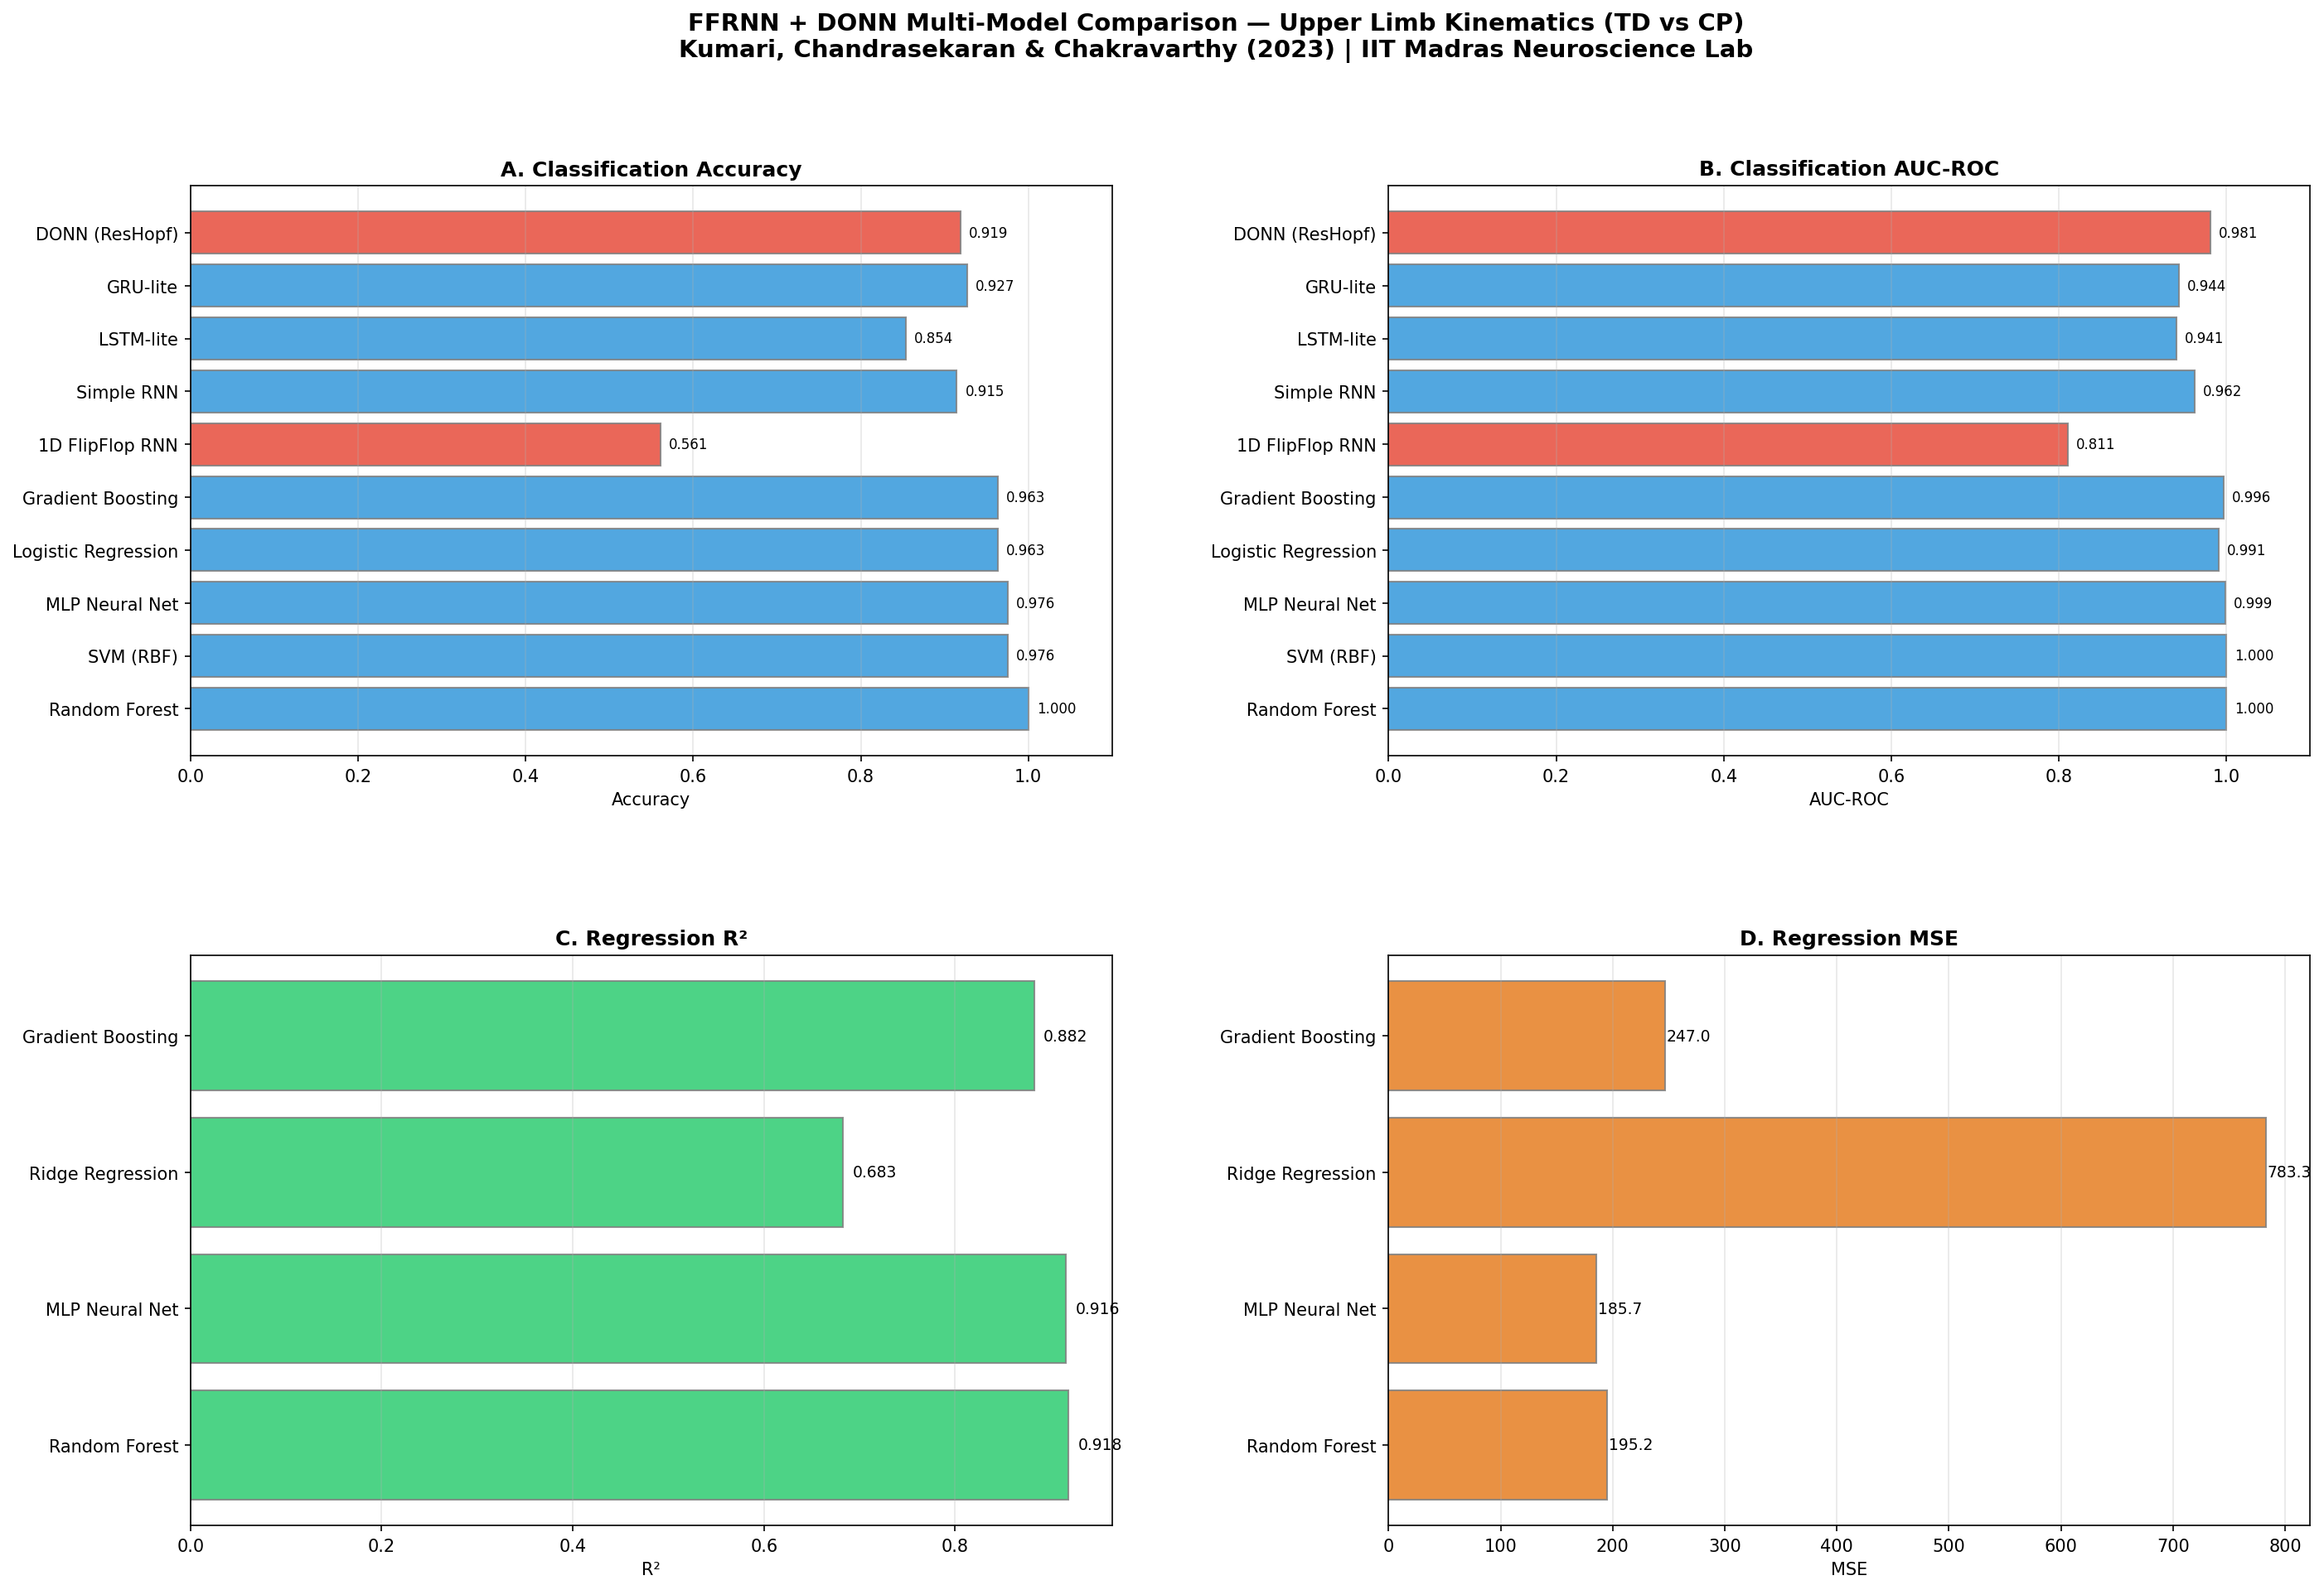 FFRNN + DONN Multi-Model Comparison — Upper Limb Kinematics (TD vs CP)
Kumari, Chandrasekaran & Chakravarthy (2023) | IIT Madras Neuroscience Lab
A. Classification Accuracy
DONN (ResHopf) 0.919
GRU-lite 0.927
LSTM-lite 0.854
Simple RNN 0.915
1D FlipFlop RNN 0.561
Gradient Boosting 0.963
Logistic Regression 0.963
MLP Neural Net 0.976
SVM (RBF) 0.976
Random Forest 1.000
0.0 0.2 0.4 0.6 0.8 1.0
Accuracy
B. Classification AUC-ROC
DONN (ResHopf) 0.981
GRU-lite 0.944
LSTM-lite 0.941
Simple RNN 0.962
1D FlipFlop RNN 0.811
Gradient Boosting 0.996
Logistic Regression 0.991
MLP Neural Net 0.999
SVM (RBF) 1.000
Random Forest 1.000
0.0 0.2 0.4 0.6 0.8 1.0
AUC-ROC
C. Regression R²
Gradient Boosting 0.882
Ridge Regression 0.683
MLP Neural Net 0.916
Random Forest 0.918
0.0 0.2 0.4 0.6 0.8
R²
D. Regression MSE
Gradient Boosting 247.0
Ridge Regression 783.3
MLP Neural Net 185.7
Random Forest 195.2
0 100 200 300 400 500 600 700 800
MSE